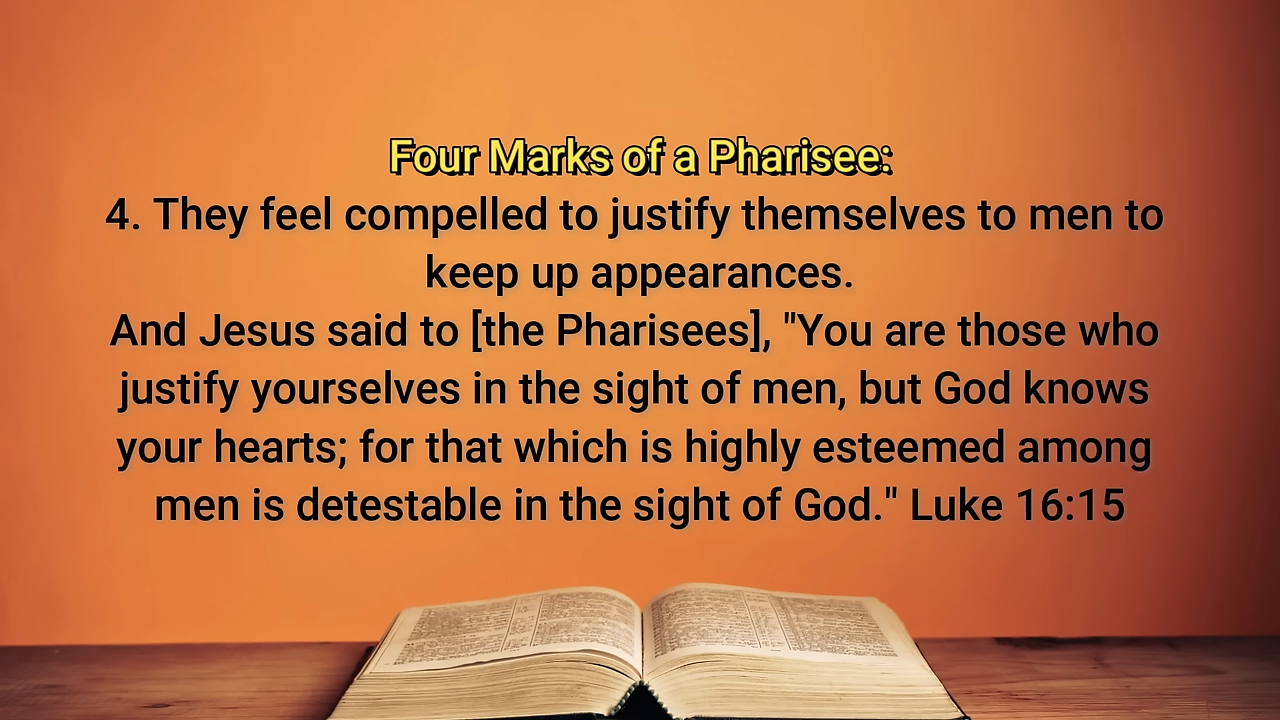 Four Marks of a Pharisee:
4. They feel compelled to justify themselves to men to
keep up appearances.
And Jesus said to [the Pharisees], "You are those who
justify yourselves in the sight of men, but God knows
your hearts; for that which is highly esteemed among
men is detestable in the sight of God." Luke 16:15